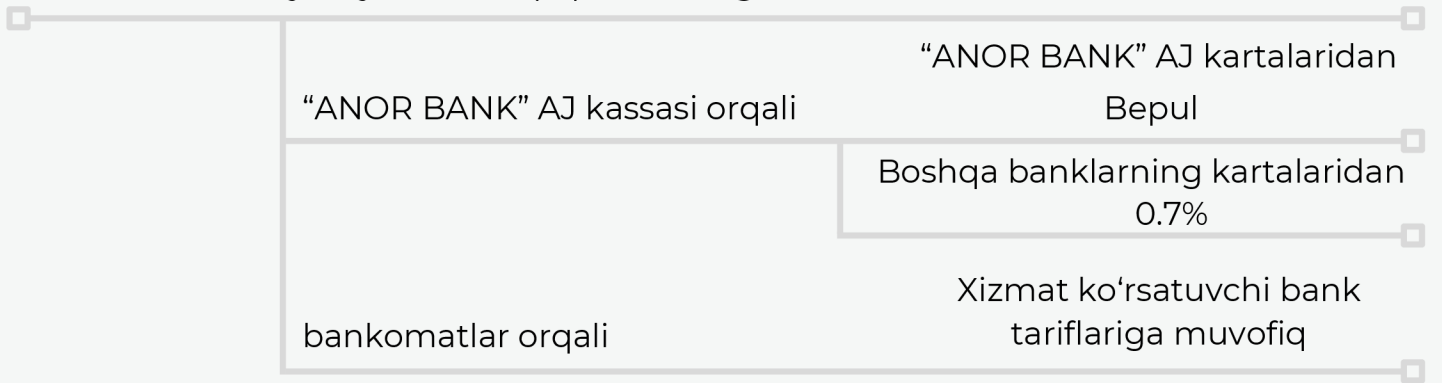 “ANOR BANK” AJ kartalaridan
“ANOR BANK” AJ kassasi orqali
Bepul
Boshqa banklarning kartalaridan
0.7%
Xizmat ko‘rsatuvchi bank
bankomatlar orqali
tariflariga muvofiq